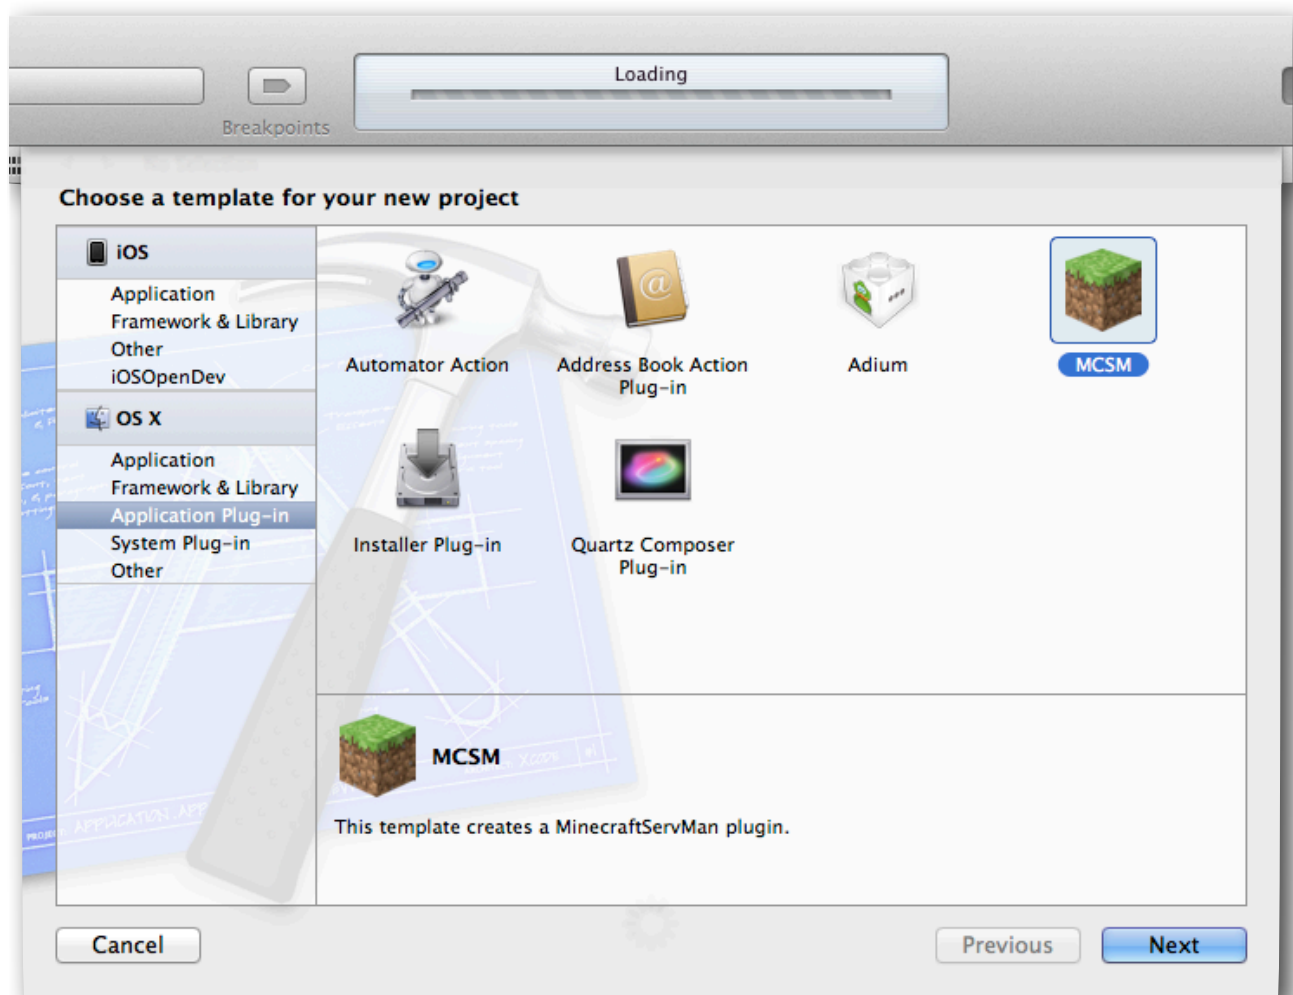 Loading
Breakpoints
No Selection
Choose a template for your new project
iOS
Application
Framework & Library
Other
iOSOpenDev
OS X
Application
Framework & Library
Application Plug-in
System Plug-in
Other
Automator Action
Address Book Action
Plug-in
Adium
MCSM
Installer Plug-in
Quartz Composer
Plug-in
MCSM
This template creates a MinecraftServMan plugin.
Cancel
Previous
Next